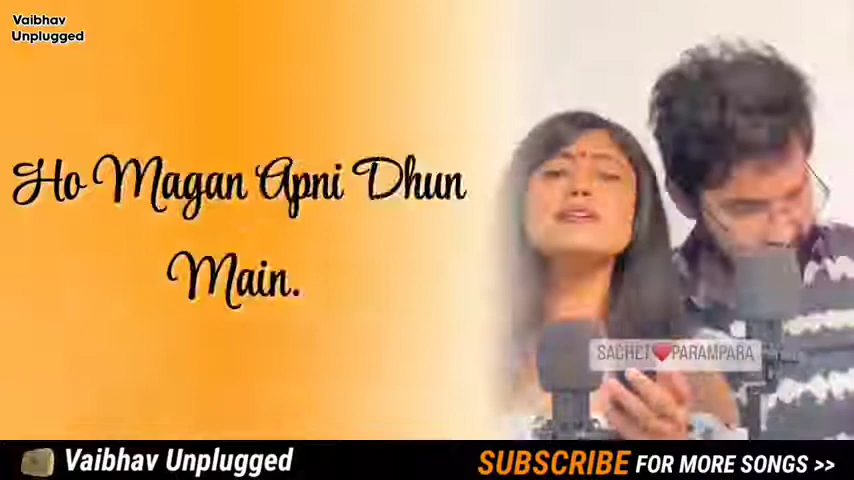 Vaibhav
Unplugged
Ho Magan Apni Dhun
Main.
SACHET❤️PARAMPARA
Vaibhav Unplugged
SUBSCRIBE FOR MORE SONGS >>